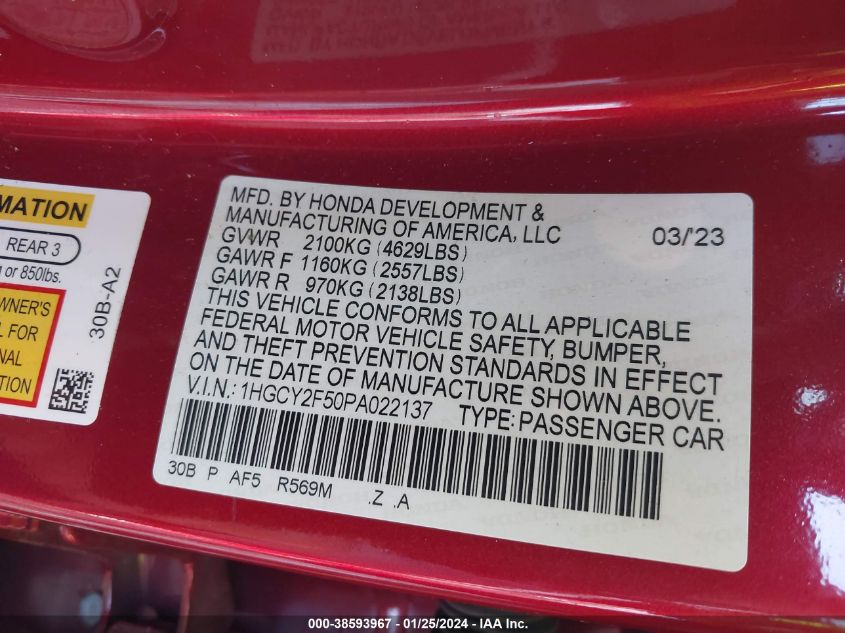 MATION
REAR 3
or 850lbs.
WNER'S
L FOR
NAL
TION
30B-A2
MFD. BY HONDA DEVELOPMENT &
MANUFACTURING OF AMERICA, LLC 03/'23
GVWR 2100KG (4629LBS)
GAWR F 1160KG (2557LBS)
GAWR R 970KG (2138LBS)
THIS VEHICLE CONFORMS TO ALL APPLICABLE
FEDERAL MOTOR VEHICLE SAFETY, BUMPER,
AND THEFT PREVENTION STANDARDS IN EFFECT
ON THE DATE OF MANUFACTURE SHOWN ABOVE.
V.I.N.: 1HGCY2F50PA022137 TYPE: PASSENGER CAR
30B P AF5 R569M .Z .A
000-38593967 - 01/25/2024 - IAA Inc.